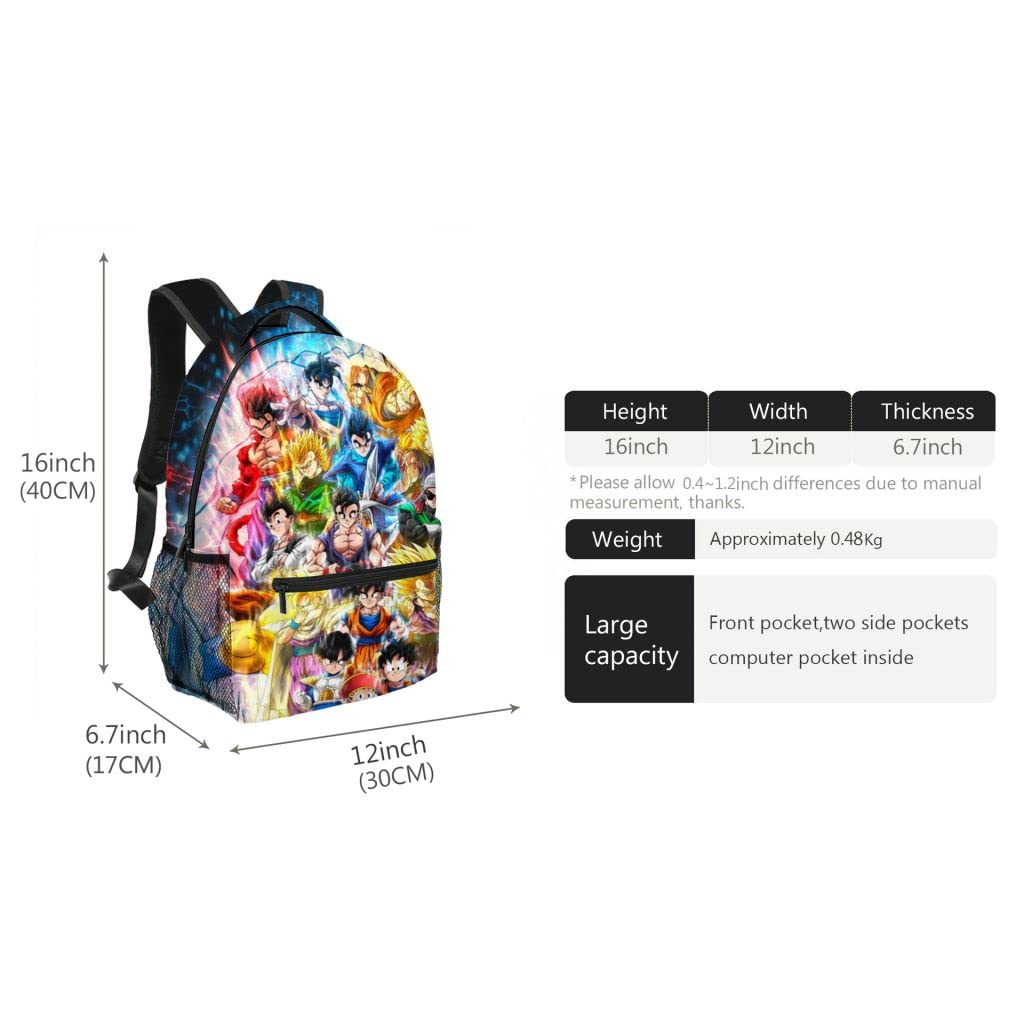 16inch
(40CM)
6.7inch
(17CM)
12inch
(30CM)
Height Width Thickness
16inch 12inch 6.7inch
*Please allow 0.4~1.2inch differences due to manual
measurement, thanks.
Weight Approximately 0.48Kg
Large
capacity
Front pocket,two side pockets
computer pocket inside